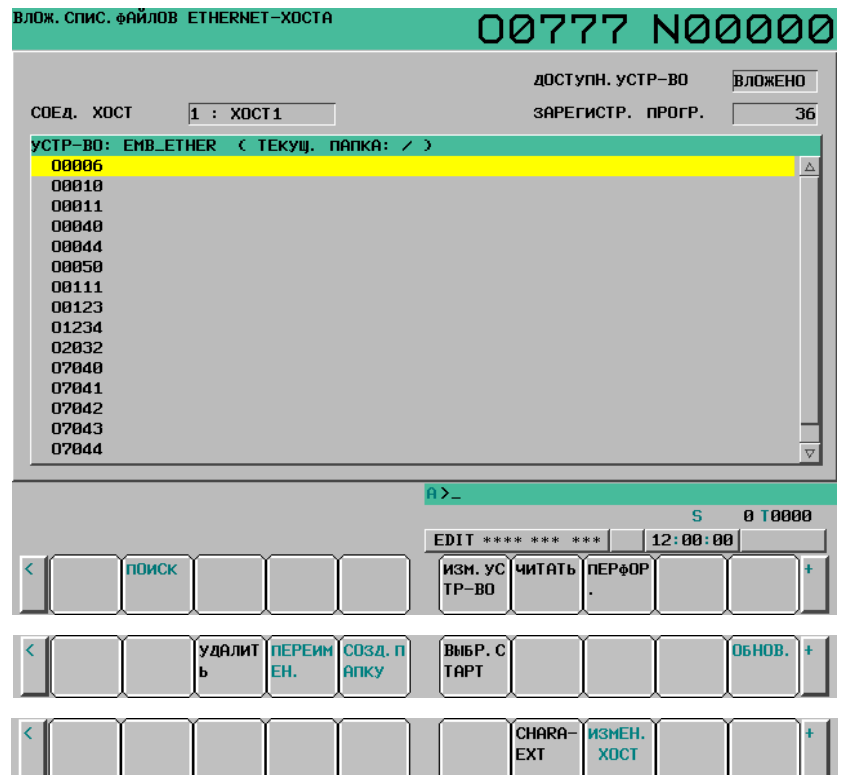 ВЛОЖ. СПИС. ФАЙЛОВ ETHERNET-ХОСТА O0777 N00000
ДОСТУПН. УСТР-ВО ВЛОЖЕНО
СОЕД. ХОСТ 1 : ХОСТ1 ЗАРЕГИСТР. ПРОГР. 36
УСТР-ВО: EMB_ETHER ( ТЕКУЩ. ПАПКА: / )
O0006
O0010
O0011
O0040
O0044
O0050
O0111
O0123
O1234
O2032
O7040
O7041
O7042
O7043
O7044
A>_
S 0 T0000
EDIT **** *** *** 12:00:00
< ПОИСК ИЗМ. УС ЧИТАТЬ ПЕРФОР +
ТР-ВО .
< УДАЛИТ ПЕРЕИМ СОЗД. П ВЫБР. С ОБНОВ. +
Ь ЕН. АПКУ ТАРТ
< CHARA- ИЗМЕН. +
EXT ХОСТ